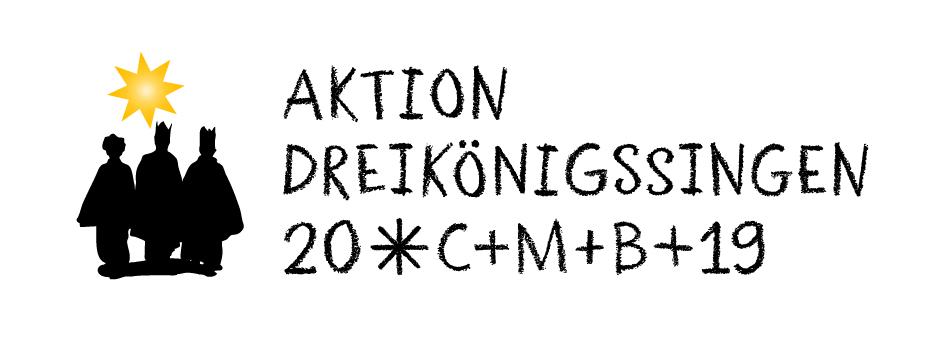 AKTION
DREIKÖNIGSSINGEN
20*C+M+B+19